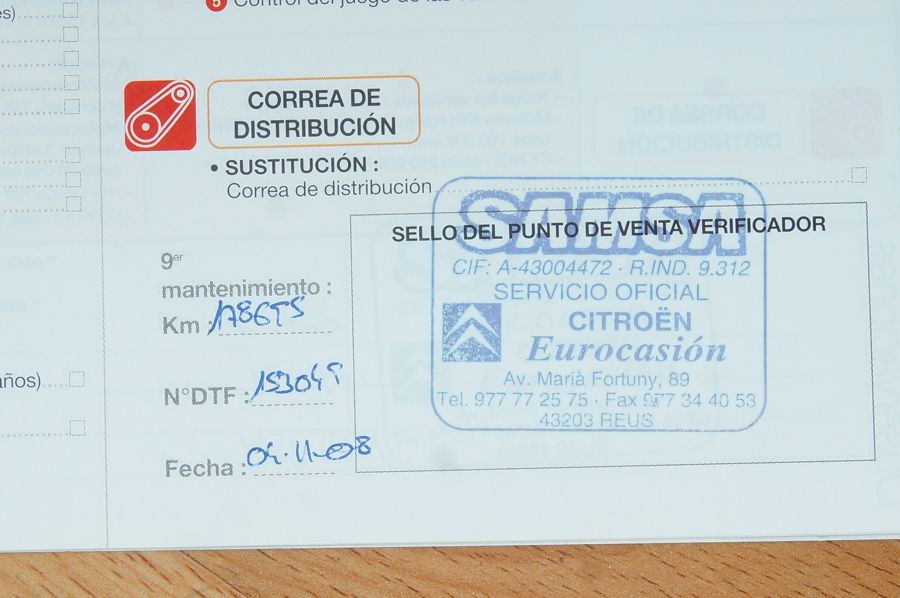 5 Control del juego de las
es)
CORREA DE
DISTRIBUCIÓN
• SUSTITUCIÓN :
Correa de distribución
SAMSA
SELLO DEL PUNTO DE VENTA VERIFICADOR
CIF: A-43004472 - R.IND. 9.312
SERViCIO OFICIAL
CITROËN
Eurocasión
Av. Marià Fortuny, 89
Tel. 977 77 25 75 - Fax 977 34 40 53
43203 REUS
9er
mantenimiento :
Km :
años)
N°DTF :
Fecha : 04-11-08